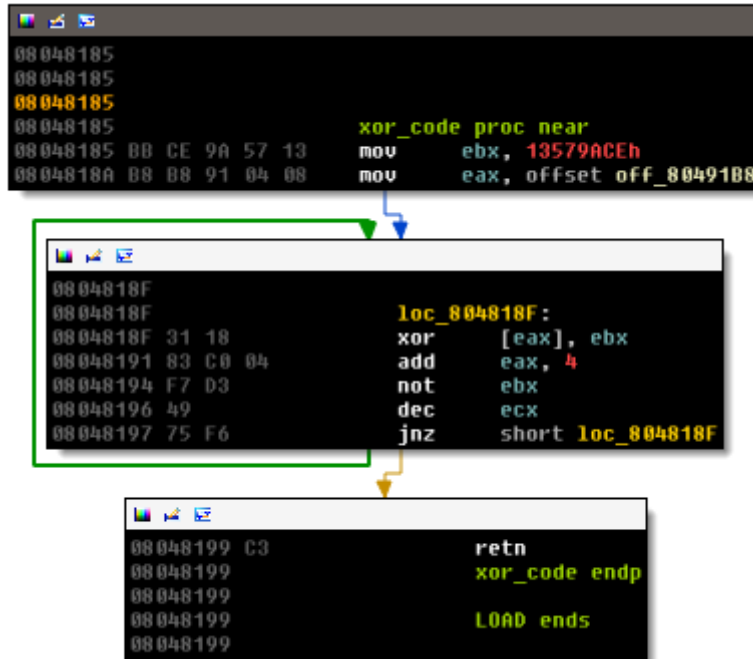 08048185
08048185
08048185
08048185 xor_code proc near
08048185 BB CE 9A 57 13 mov ebx, 13579ACEh
0804818A B8 B8 91 04 08 mov eax, offset off_80491B8
0804818F
0804818F loc_804818F:
0804818F 31 18 xor [eax], ebx
08048191 83 C0 04 add eax, 4
08048194 F7 D3 not ebx
08048196 49 dec ecx
08048197 75 F6 jnz short loc_804818F
08048199 C3 retn
08048199 xor_code endp
08048199
08048199 LOAD ends
08048199